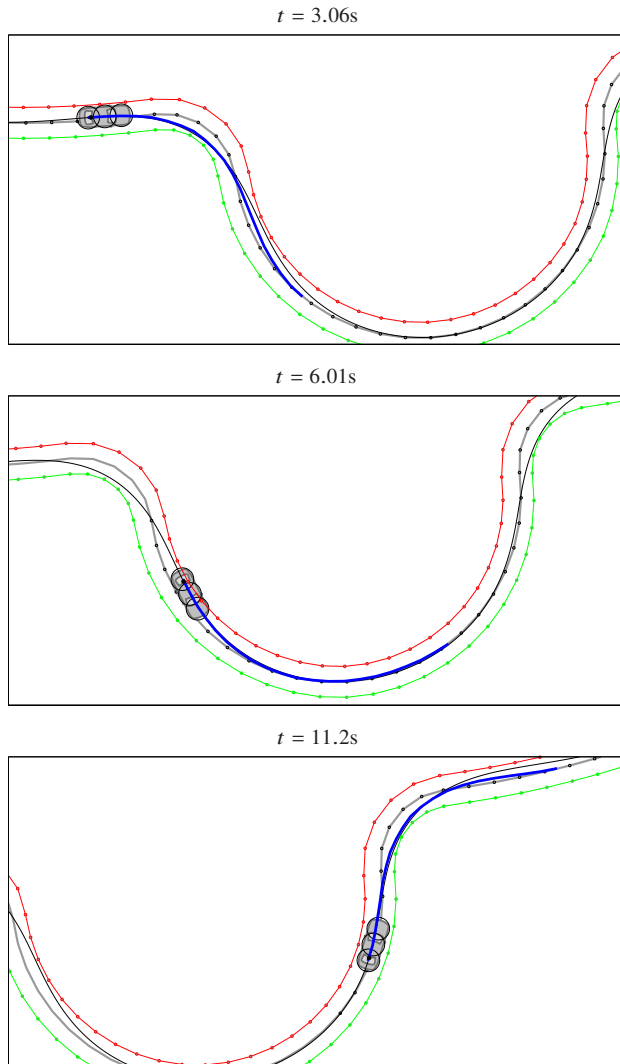 t = 3.06s
t = 6.01s
t = 11.2s